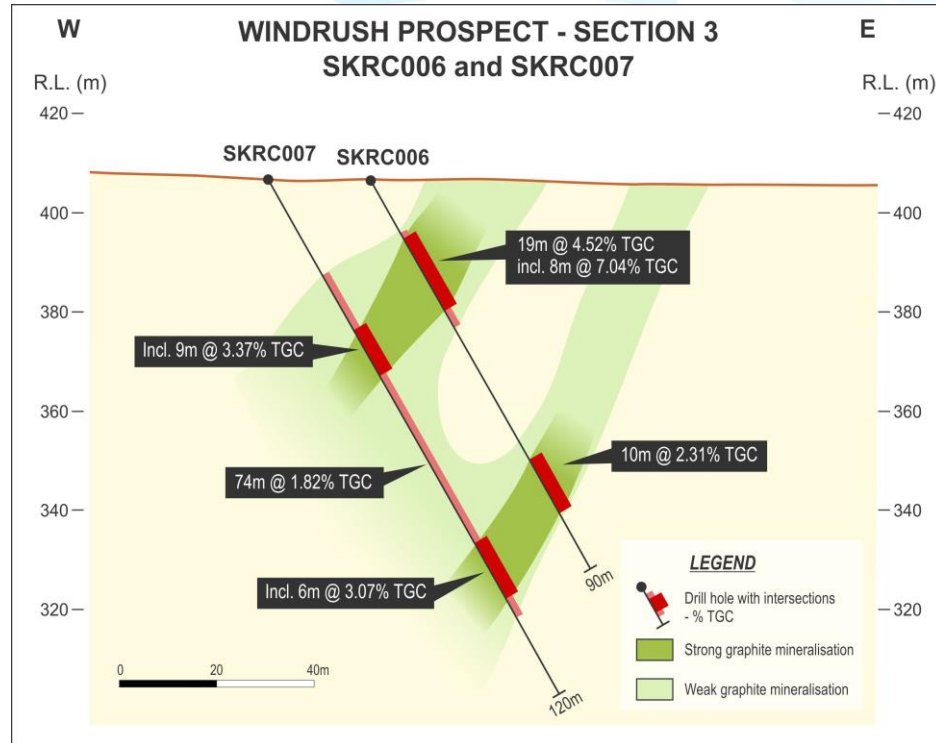 W
WINDRUSH PROSPECT - SECTION 3
E
SKRC006 and SKRC007
R.L. (m)
R.L. (m)
420
420
SKRC007
SKRC006
400
400
19m @ 4.52% TGC
incl. 8m @ 7.04% TGC
380
380
Incl. 9m @ 3.37% TGC
360
360
10m @ 2.31% TGC
74m @ 1.82% TGC
340
340
90m
Incl. 6m @ 3.07% TGC
320
320
120m
LEGEND
Drill hole with intersections
- % TGC
Strong graphite mineralisation
Weak graphite mineralisation
0
20
40m